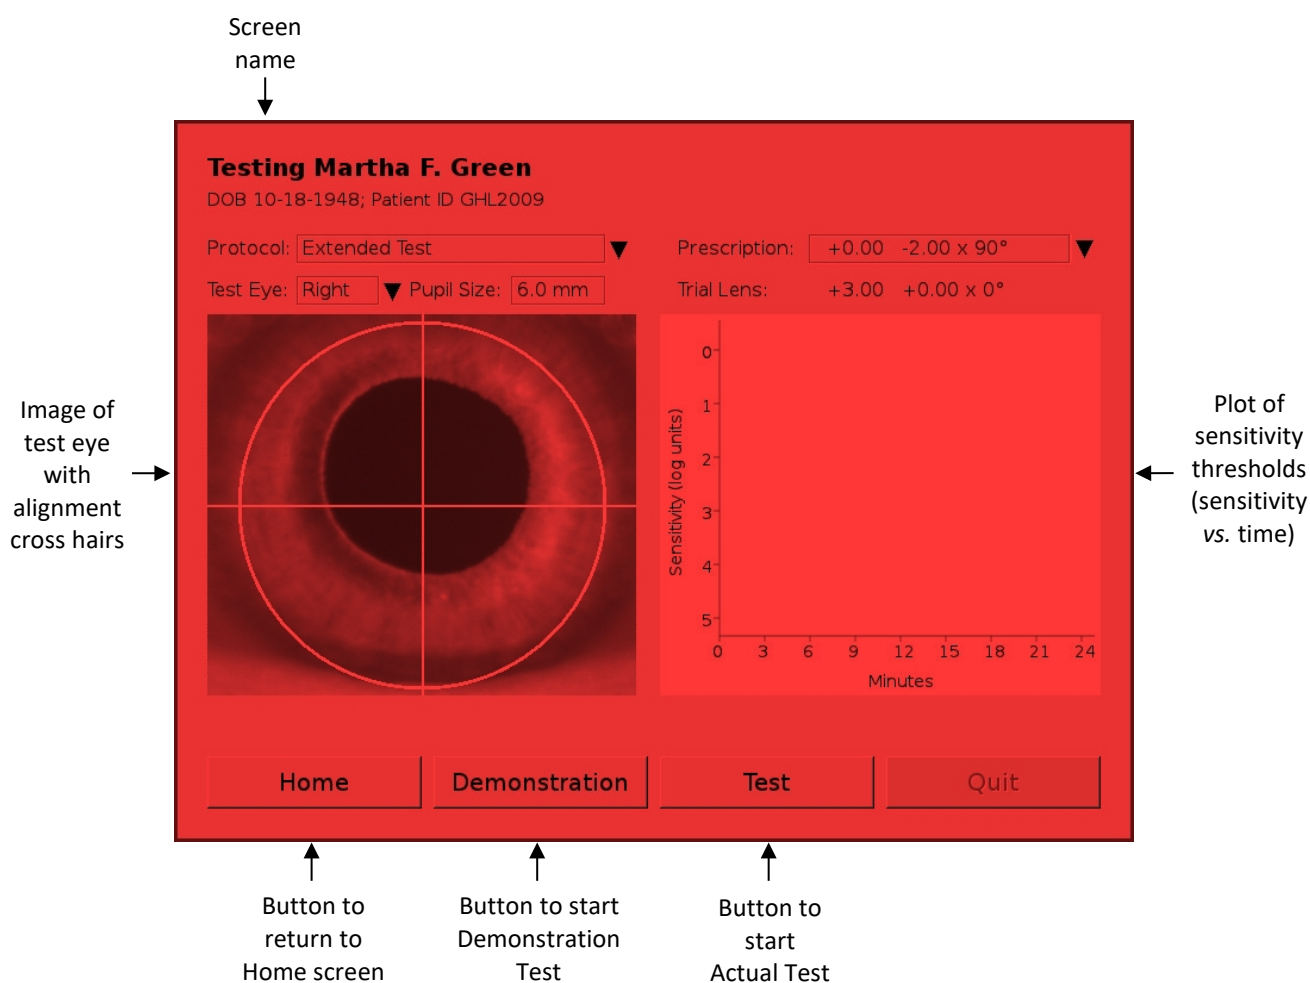 Screen
name
Testing Martha F. Green
DOB 10-18-1948; Patient ID GHL2009
Protocol: Extended Test
Prescription: +0.00 -2.00 x 90°
Test Eye: Right Pupil Size: 6.0 mm
Trial Lens: +3.00 +0.00 x 0°
Image of
test eye
with
alignment
cross hairs
Sensitivity (log units)
0
1
2
3
4
5
0 3 6 9 12 15 18 21 24
Minutes
Plot of
sensitivity
thresholds
(sensitivity
vs. time)
Home
Demonstration
Test
Quit
Button to
return to
Home screen
Button to start
Demonstration
Test
Button to
start
Actual Test